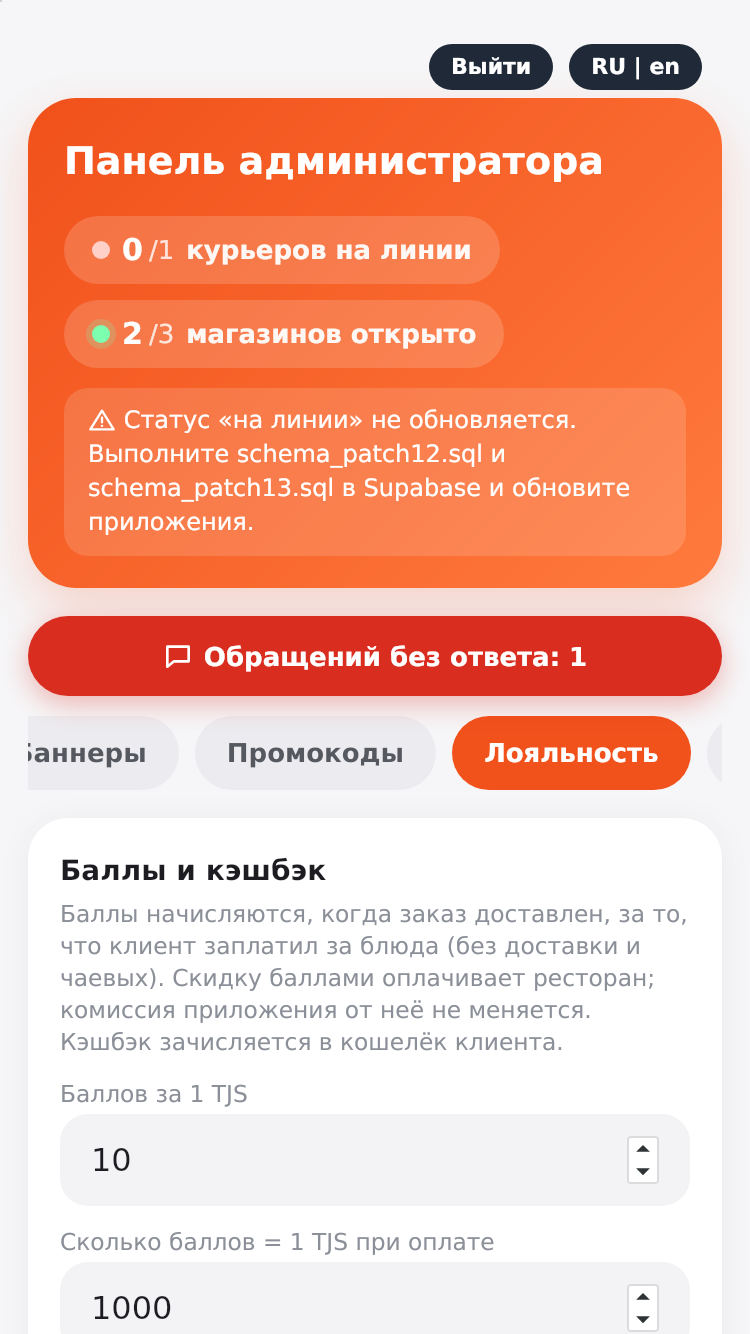 Выйти
RU | en
Панель администратора
0 /1 курьеров на линии
2 /3 магазинов открыто
Статус «на линии» не обновляется.
Выполните schema_patch12.sql и
schema_patch13.sql в Supabase и обновите
приложения.
Обращений без ответа: 1
Баннеры
Промокоды
Лояльность
Баллы и кэшбэк
Баллы начисляются, когда заказ доставлен, за то,
что клиент заплатил за блюда (без доставки и
чаевых). Скидку баллами оплачивает ресторан;
комиссия приложения от неё не меняется.
Кэшбэк зачисляется в кошелёк клиента.
Баллов за 1 TJS
10
Сколько баллов = 1 TJS при оплате
1000